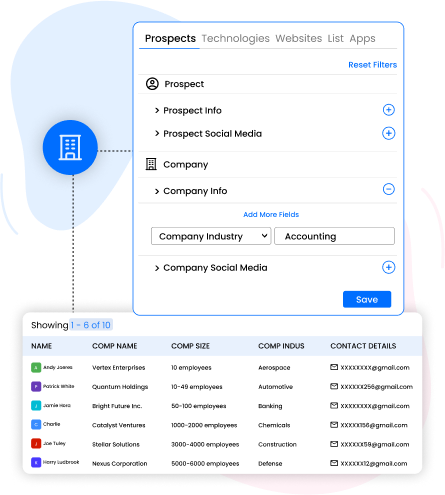 Prospects Technologies Websites List Apps
Reset Filters
Prospect
Prospect Info
Prospect Social Media
Company
Company Info
Add More Fields
Company Industry Accounting
Company Social Media
Save
Showing 1 - 6 of 10
NAME COMP NAME COMP SIZE COMP INDUS CONTACT DETAILS
A Andy Joeres Vertex Enterprises 10 employees Aerospace XXXXXXXX@gmail.com
P Patrick White Quantum Holdings 10-49 employees Automotive XXXXXX256@gmail.com
J Jamie Hora Bright Future Inc. 50-100 employees Banking XXXXXXXX@gmail.com
C Charlie Catalyst Ventures 1000-2000 employees Chemicals XXXXX156@gmail.com
J Joe Tuley Stellar Solutions 3000-4000 employees Construction XXXXXX59@gmail.com
H Harry Ludbrook Nexus Corporation 5000-6000 employees Defense XXXXX12@gmail.com